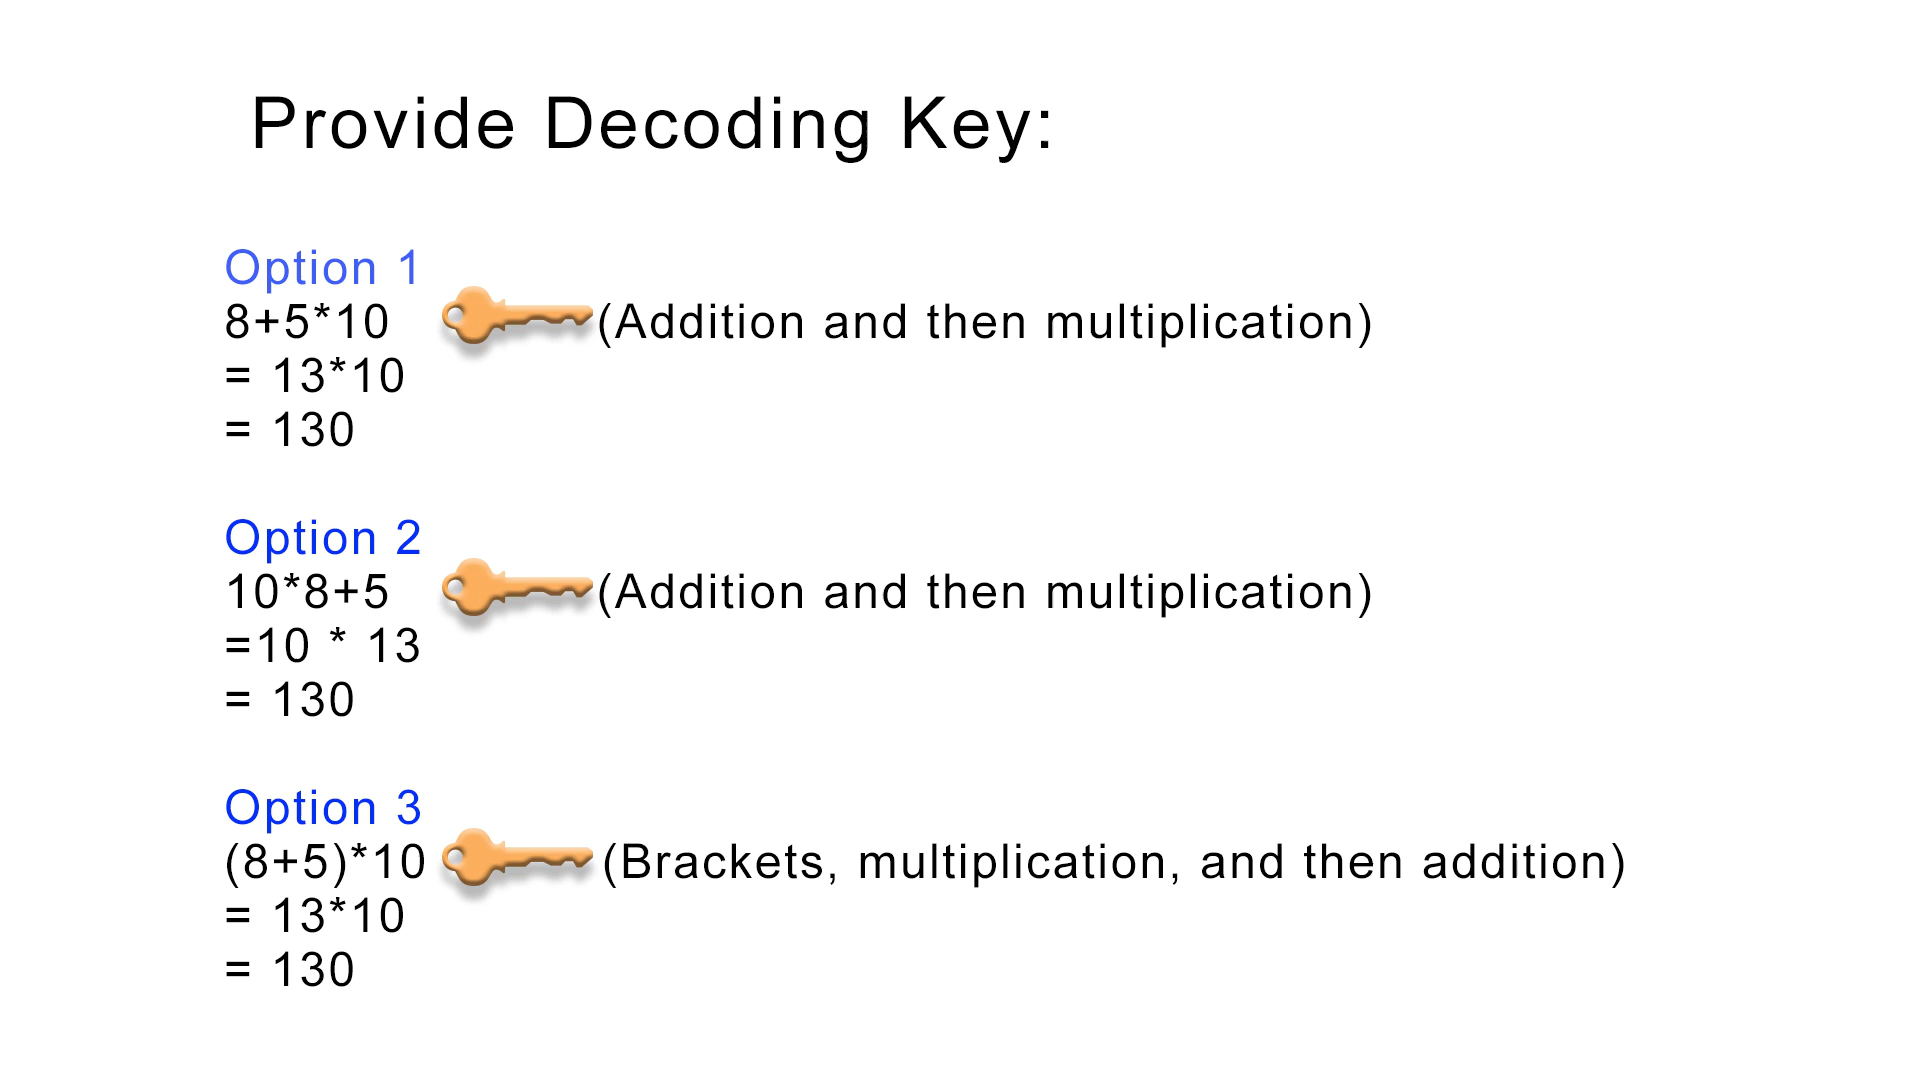 Provide Decoding Key:
Option 1
8+5*10 (Addition and then multiplication)
= 13*10
= 130
Option 2
10*8+5 (Addition and then multiplication)
=10 * 13
= 130
Option 3
(8+5)*10 (Brackets, multiplication, and then addition)
= 13*10
= 130